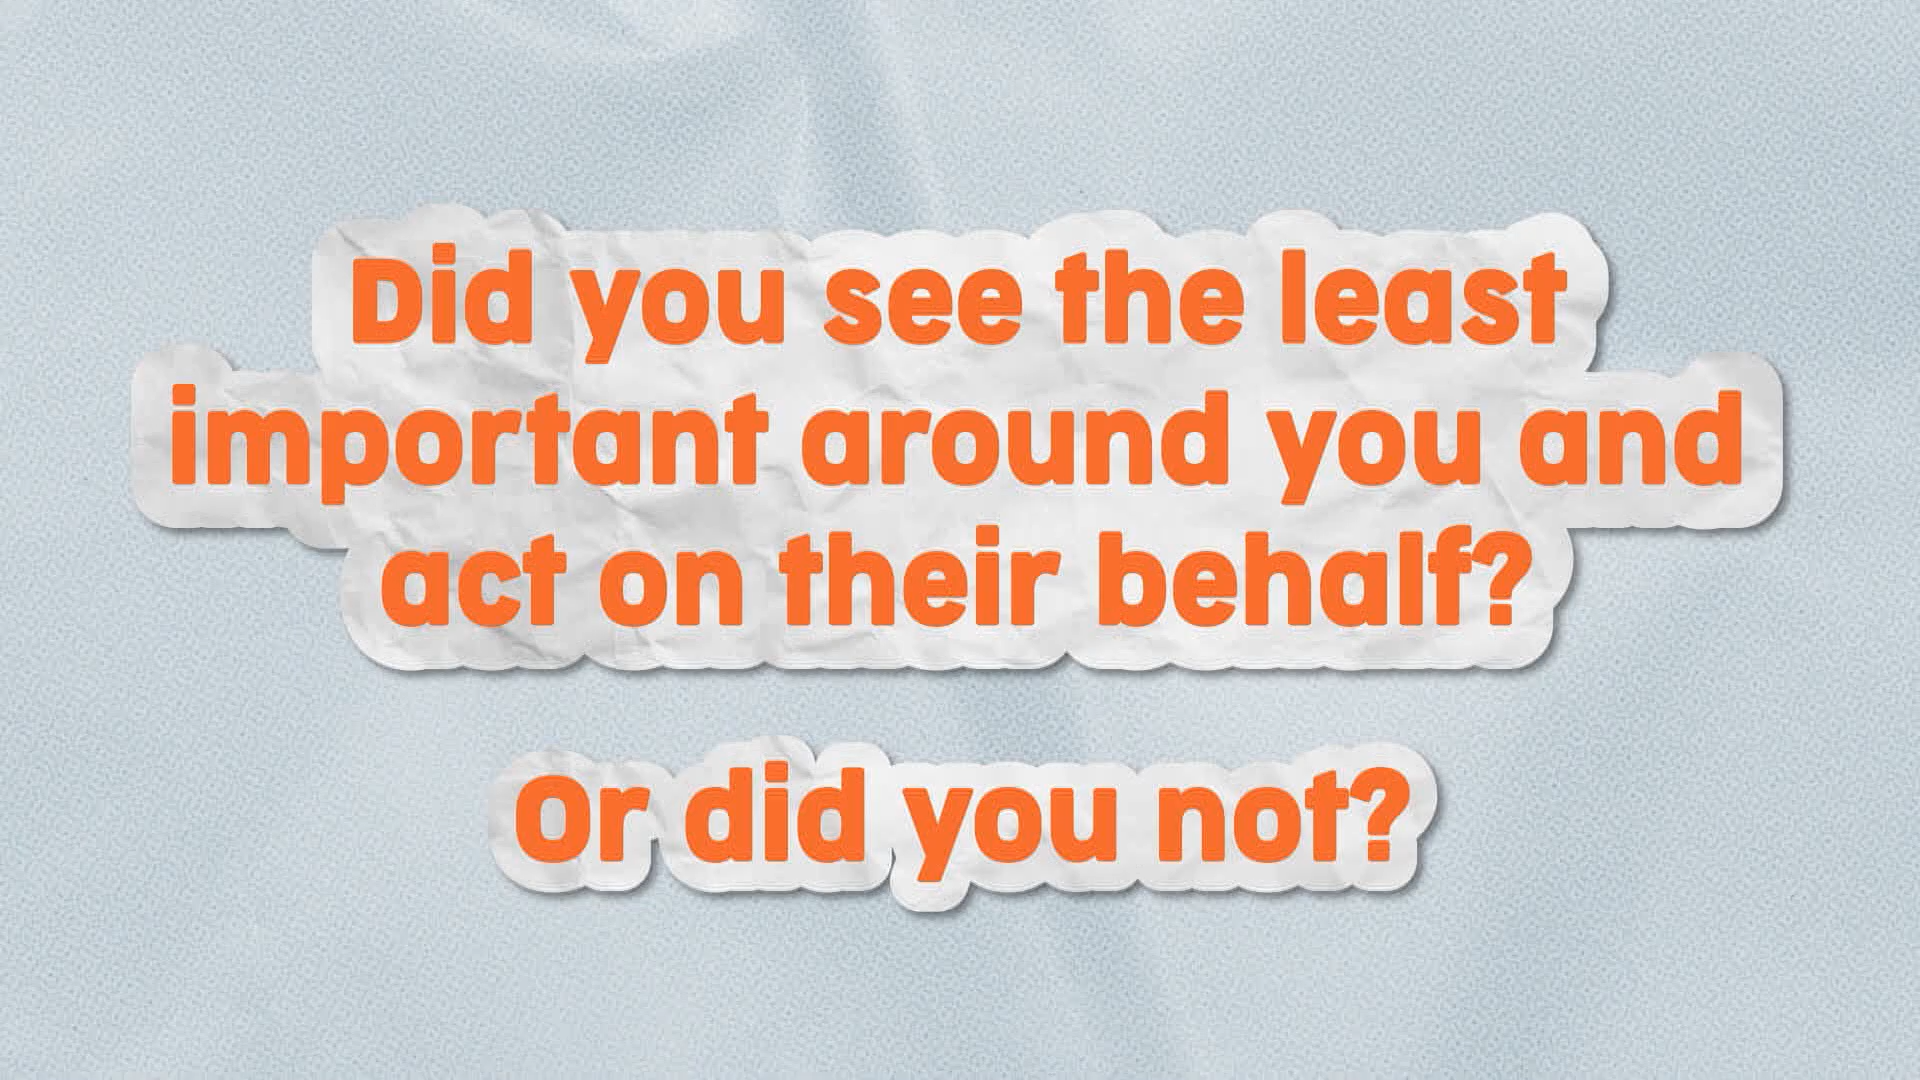 Did you see the least
important around you and
act on their behalf?
Or did you not?